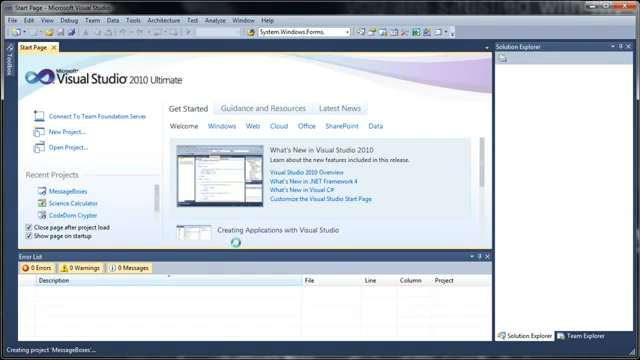 Start Page - Microsoft Visual Studio
File Edit View Debug Team Data Tools Architecture Test Analyze Window Help
System.Windows.Forms.
Toolbox
Start Page
Solution Explorer
Microsoft
Visual Studio 2010 Ultimate
Connect To Team Foundation Server
New Project...
Open Project...
Recent Projects
MessageBoxes
Science Calculator
CodeDom Crypter
Close page after project load
Show page on startup
Get Started Guidance and Resources Latest News
Welcome Windows Web Cloud Office SharePoint Data
What's New in Visual Studio 2010
Learn about the new features included in this release.
Visual Studio 2010 Overview
What's New in .NET Framework 4
What's New in Visual C#
Customize the Visual Studio Start Page
Creating Applications with Visual Studio
Error List
0 Errors 0 Warnings 0 Messages
Description File Line Column Project
Solution Explorer Team Explorer
Creating project 'MessageBoxes'...